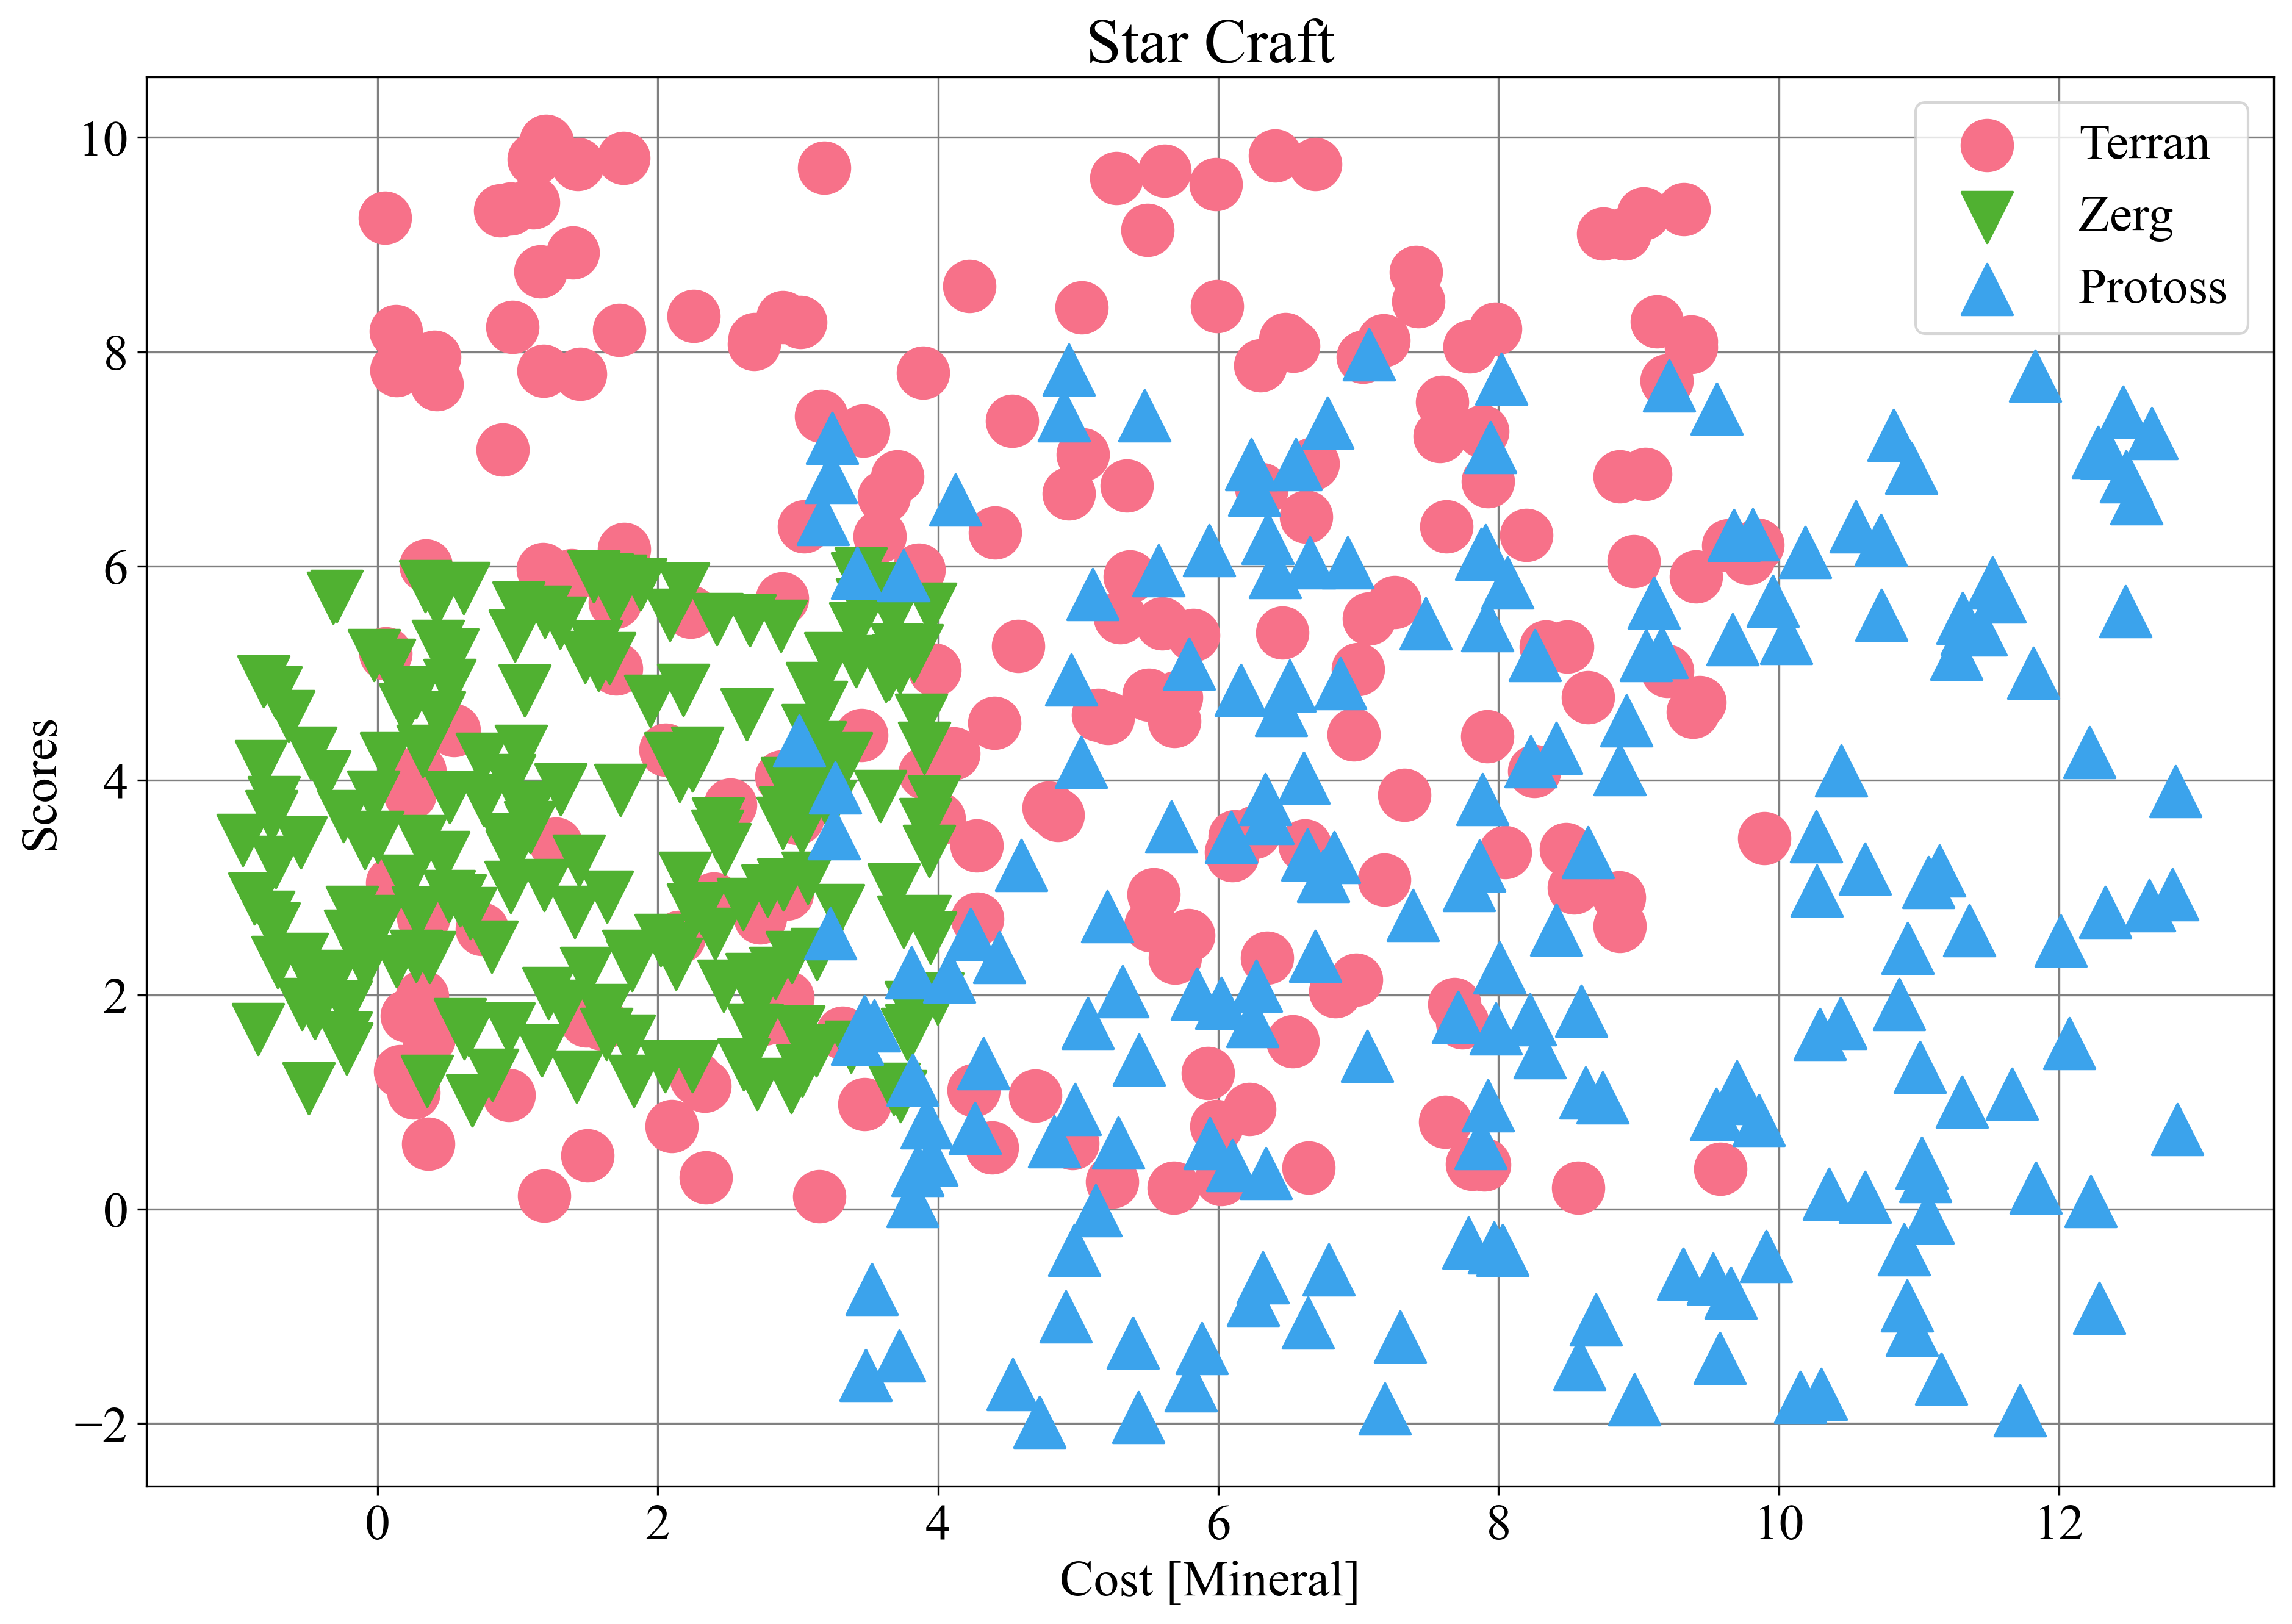 Star Craft
Terran
Zerg
Protoss
Scores
10
8
6
4
2
0
−2
0 2 4 6 8 10 12
Cost [Mineral]